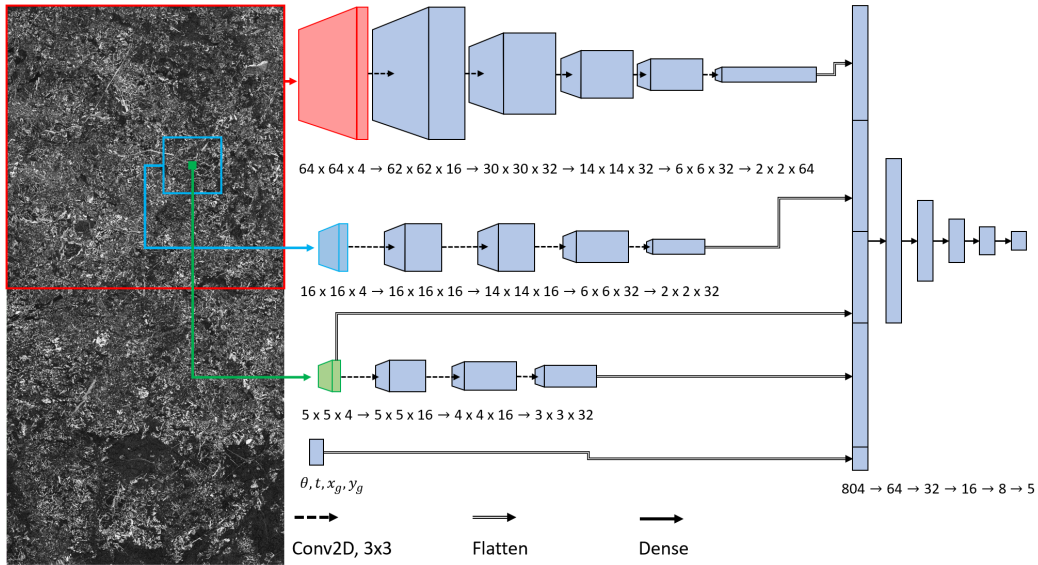 64 x 64 x 4 → 62 x 62 x 16 → 30 x 30 x 32 → 14 x 14 x 32 → 6 x 6 x 32 → 2 x 2 x 64
16 x 16 x 4 → 16 x 16 x 16 → 14 x 14 x 16 → 6 x 6 x 32 → 2 x 2 x 32
5 x 5 x 4 → 5 x 5 x 16 → 4 x 4 x 16 → 3 x 3 x 32
θ, t, x_g, y_g
804 → 64 → 32 → 16 → 8 → 5
Conv2D, 3x3
Flatten
Dense